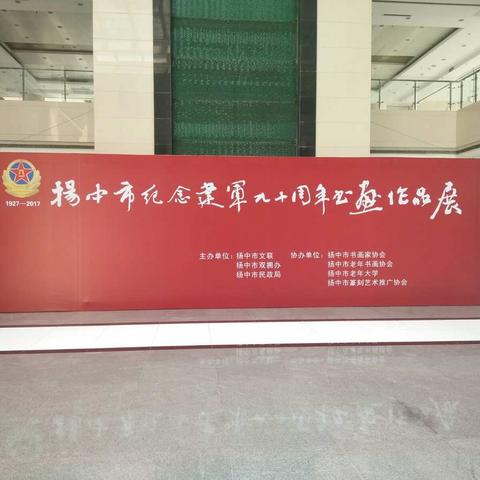 扬中市纪念建军九十周年书画作品展
1927—2017
主办单位：扬中市文联
扬中市双拥办
扬中市民政局
协办单位：扬中市书画家协会
扬中市老年书画协会
扬中市老年大学
扬中市篆刻艺术推广协会